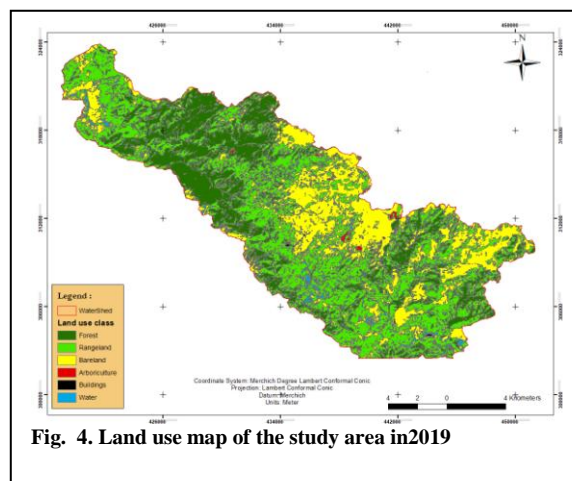 426000 434000 442000 450000
N
Legend :
Watershed
Land use class
Forest
Rangeland
Bareland
Arboriculture
Buildings
Water
Coordinate System: Merchich Degree Lambert Conformal Conic
Projection: Lambert Conformal Conic
Datum: Merchich
Units: Meter
4 2 0 4 Kilometers
426000 434000 442000 450000
Fig. 4. Land use map of the study area in2019